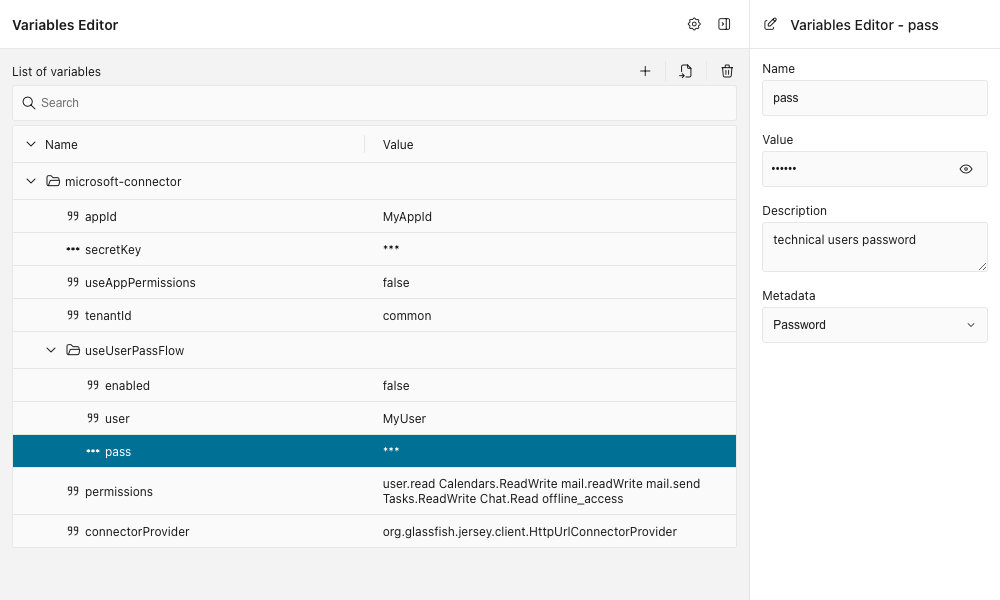 Variables Editor
List of variables
Search
Name Value
microsoft-connector
appId MyAppId
secretKey ***
useAppPermissions false
tenantId common
useUserPassFlow
enabled false
user MyUser
pass ***
permissions user.read Calendars.ReadWrite mail.readWrite mail.send
Tasks.ReadWrite Chat.Read offline_access
connectorProvider org.glassfish.jersey.client.HttpUrlConnectorProvider
Variables Editor - pass
Name
pass
Value
••••••
Description
technical users password
Metadata
Password